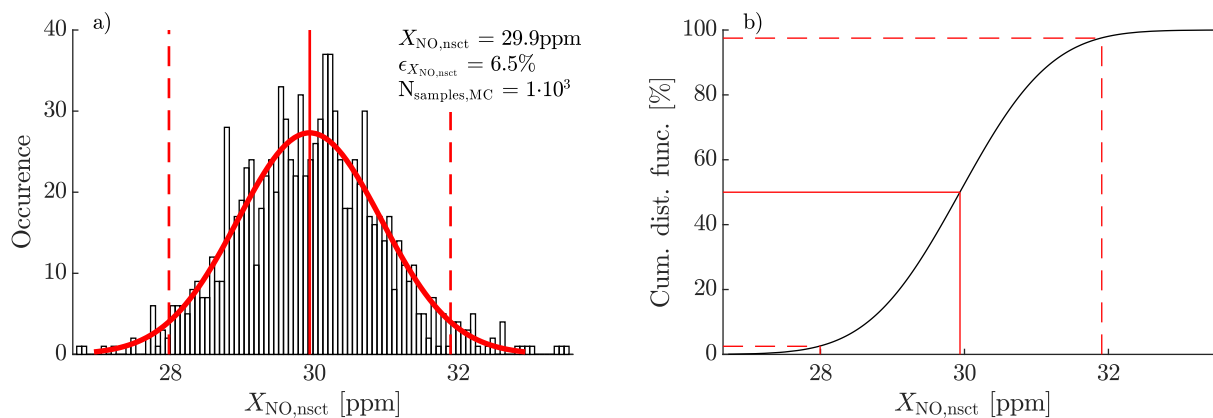 a)
X_NO,nsct = 29.9ppm
ϵ_X_NO,nsct = 6.5%
N_samples,MC = 1·10³
40
30
20
10
0
Occurence
28
30
32
X_NO,nsct [ppm]
b)
100
80
60
40
20
0
Cum. dist. func. [%]
28
30
32
X_NO,nsct [ppm]